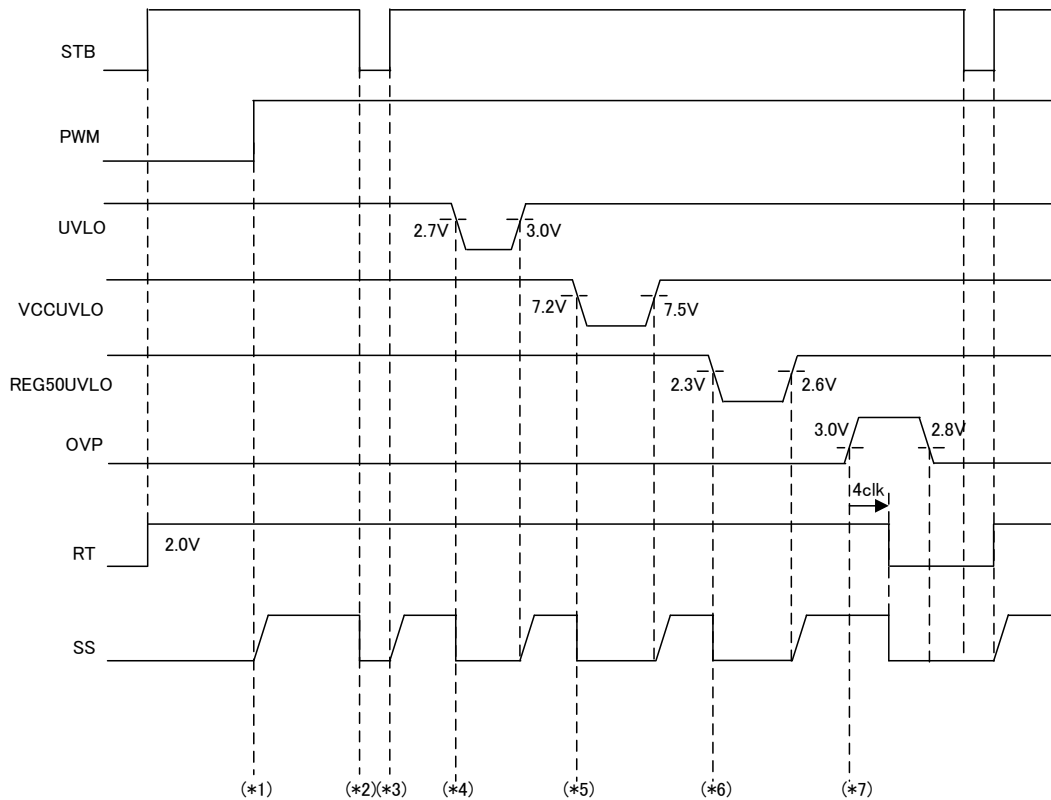 STB
PWM
UVLO
2.7V
3.0V
VCCUVLO
7.2V
7.5V
REG50UVLO
2.3V
2.6V
OVP
3.0V
2.8V
4clk
RT
2.0V
SS
(*1)
(*2)(*3)
(*4)
(*5)
(*6)
(*7)